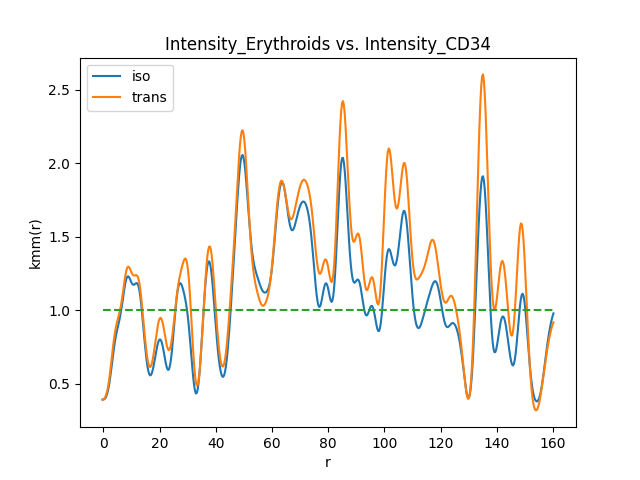 Intensity_Erythroids vs. Intensity_CD34
iso
trans
kmm(r)
2.5
2.0
1.5
1.0
0.5
0 20 40 60 80 100 120 140 160
r